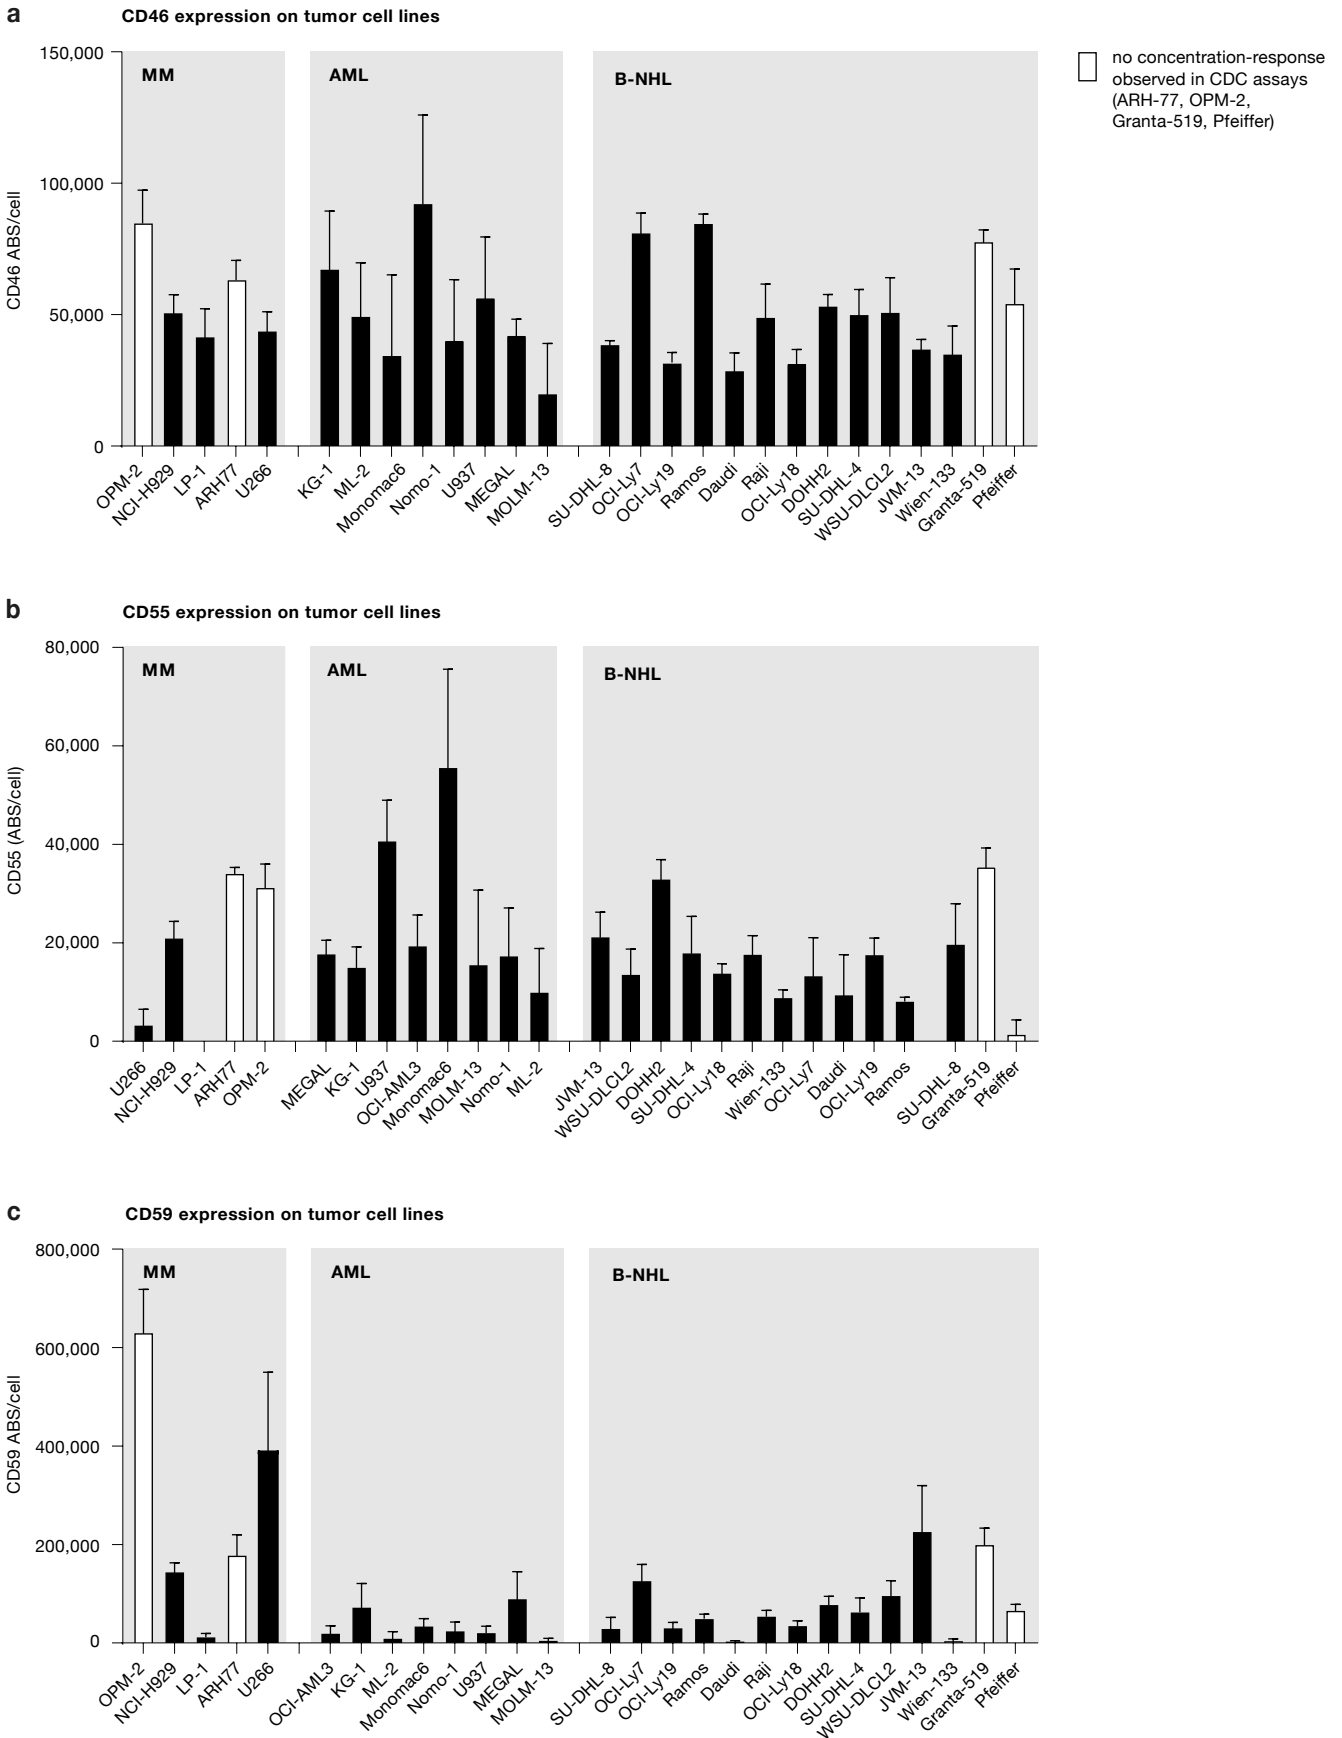 a
CD46 expression on tumor cell lines
150,000
100,000
50,000
0
CD46 ABS/cell
MM
AML
B-NHL
no concentration-response
observed in CDC assays
(ARH-77, OPM-2,
Granta-519, Pfeiffer)
OPM-2
NCI-H929
LP-1
ARH77
U266
KG-1
ML-2
Monomac6
Nomo-1
U937
MEGAL
MOLM-13
SU-DHL-8
OCI-Ly7
OCI-Ly19
Ramos
Daudi
Raji
OCI-Ly18
DOHH2
SU-DHL-4
WSU-DLCL2
JVM-13
Wien-133
Granta-519
Pfeiffer
b
CD55 expression on tumor cell lines
80,000
60,000
40,000
20,000
0
CD55 (ABS/cell)
MM
AML
B-NHL
U266
NCI-H929
LP-1
ARH77
OPM-2
MEGAL
KG-1
U937
OCI-AML3
Monomac6
MOLM-13
Nomo-1
ML-2
JVM-13
WSU-DLCL2
DOHH2
SU-DHL-4
OCI-Ly18
Raji
Wien-133
OCI-Ly7
Daudi
OCI-Ly19
Ramos
SU-DHL-8
Granta-519
Pfeiffer
c
CD59 expression on tumor cell lines
800,000
600,000
400,000
200,000
0
CD59 ABS/cell
MM
AML
B-NHL
OPM-2
NCI-H929
LP-1
ARH77
U266
OCI-AML3
KG-1
ML-2
Monomac6
Nomo-1
U937
MEGAL
MOLM-13
SU-DHL-8
OCI-Ly7
OCI-Ly19
Ramos
Daudi
Raji
OCI-Ly18
DOHH2
SU-DHL-4
WSU-DLCL2
JVM-13
Wien-133
Granta-519
Pfeiffer